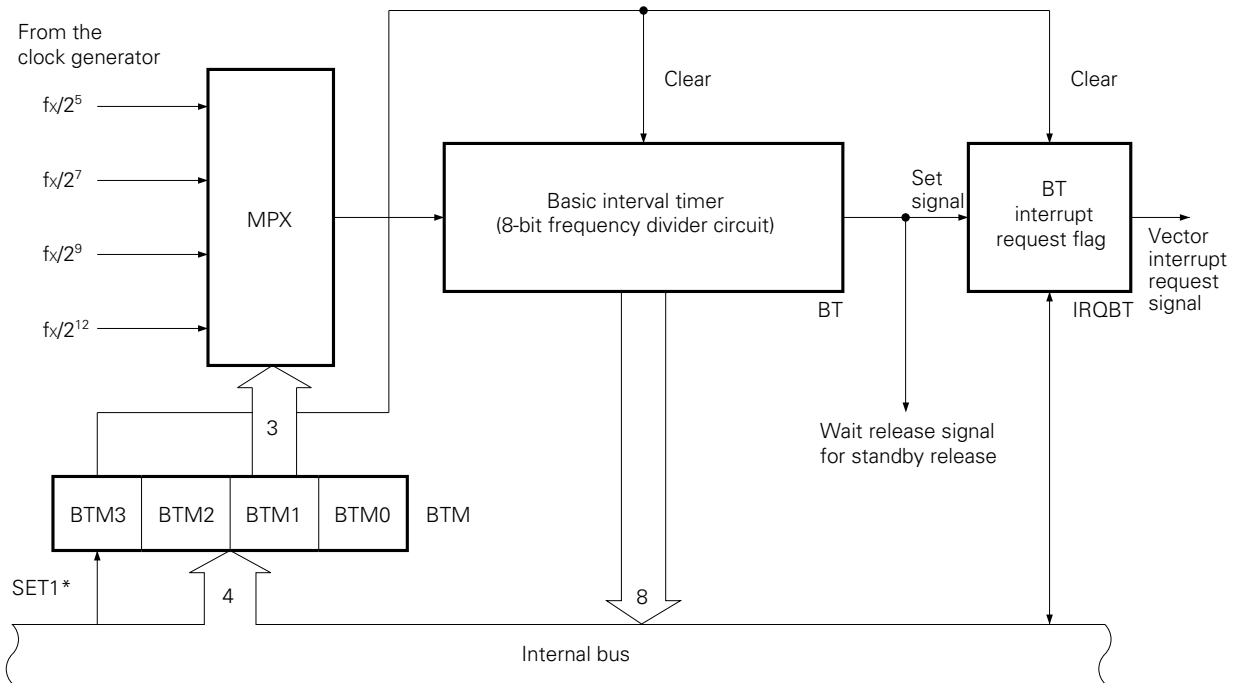 From the
clock generator
fx/2⁵
fx/2⁷
fx/2⁹
fx/2¹²
MPX
Clear
Clear
Basic interval timer
(8-bit frequency divider circuit)
BT
Set
signal
BT
interrupt
request flag
IRQBT
Vector
interrupt
request
signal
Wait release signal
for standby release
3
BTM3
BTM2
BTM1
BTM0
BTM
SET1*
4
8
Internal bus